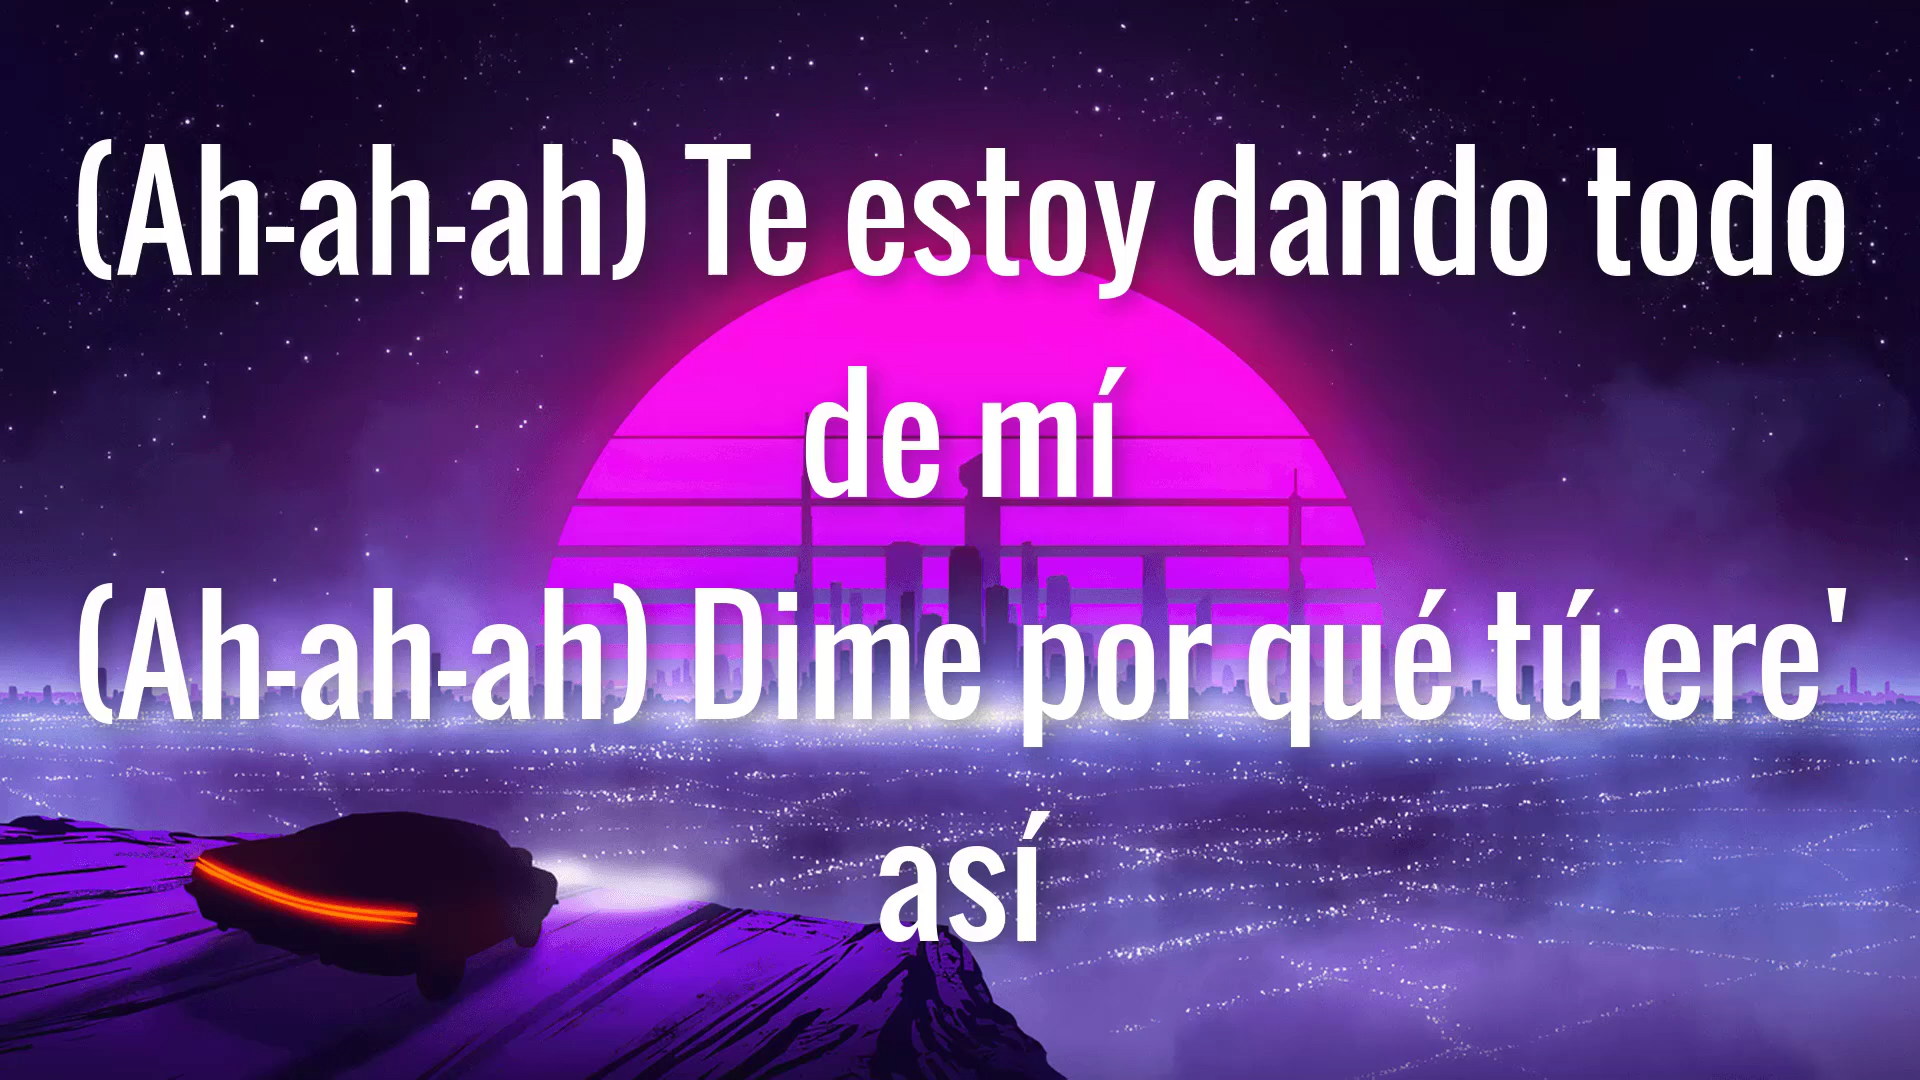 (Ah-ah-ah) Te estoy dando todo
de mí
(Ah-ah-ah) Dime por qué tú ere'
así